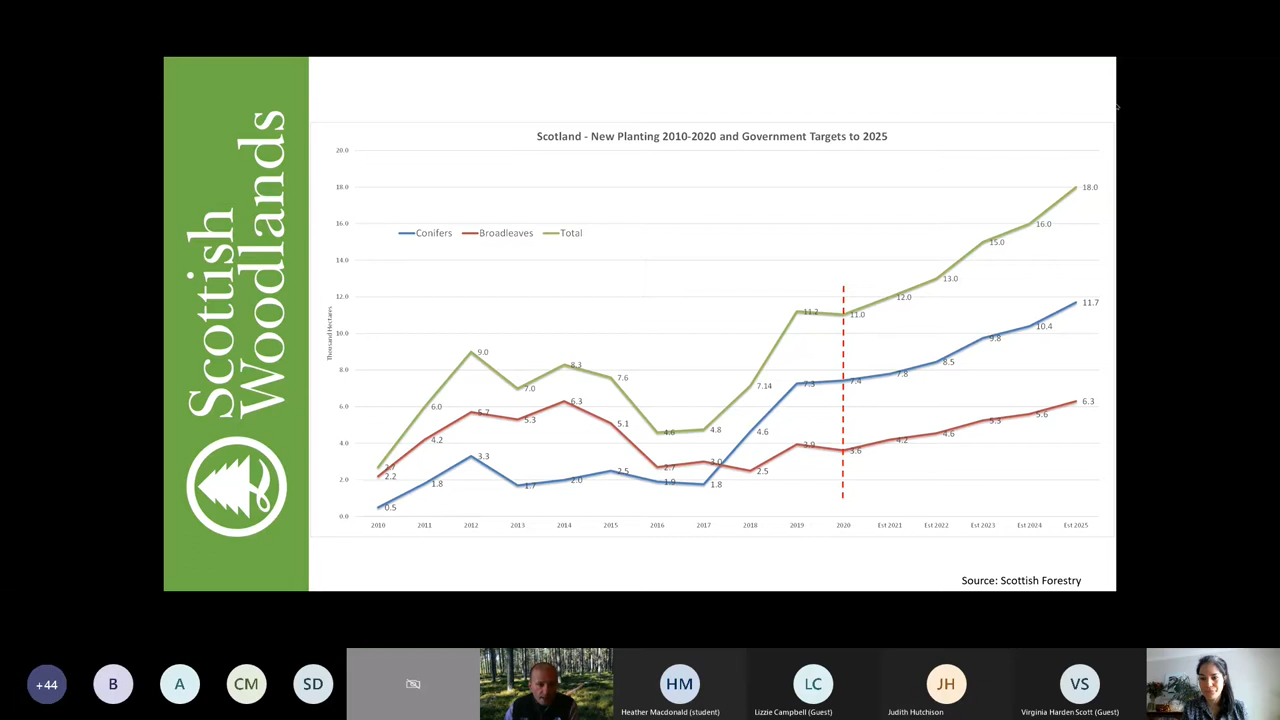 Scottish
Woodlands
Scotland - New Planting 2010-2020 and Government Targets to 2025
Thousand Hectares
20.0
18.0
16.0
14.0
12.0
10.0
8.0
6.0
4.0
2.0
0.0
Conifers Broadleaves Total
2.7 6.0 9.0 7.0 8.3 7.6 4.6 4.8 7.14 11.2 11.0 12.0 13.0 15.0 16.0 18.0
0.5 1.8 3.3 1.7 2.0 2.5 1.9 1.8 4.6 7.3 7.4 7.8 8.5 9.8 10.4 11.7
2.2 4.2 5.7 5.3 6.3 5.1 2.7 3.0 2.5 3.9 3.6 4.2 4.6 5.3 5.6 6.3
2010 2011 2012 2013 2014 2015 2016 2017 2018 2019 2020 Est 2021 Est 2022 Est 2023 Est 2024 Est 2025
Source: Scottish Forestry
+44 B A CM SD HM LC JH VS
Heather Macdonald (student) Lizzie Campbell (Guest) Judith Hutchison Virginia Harden Scott (Guest)